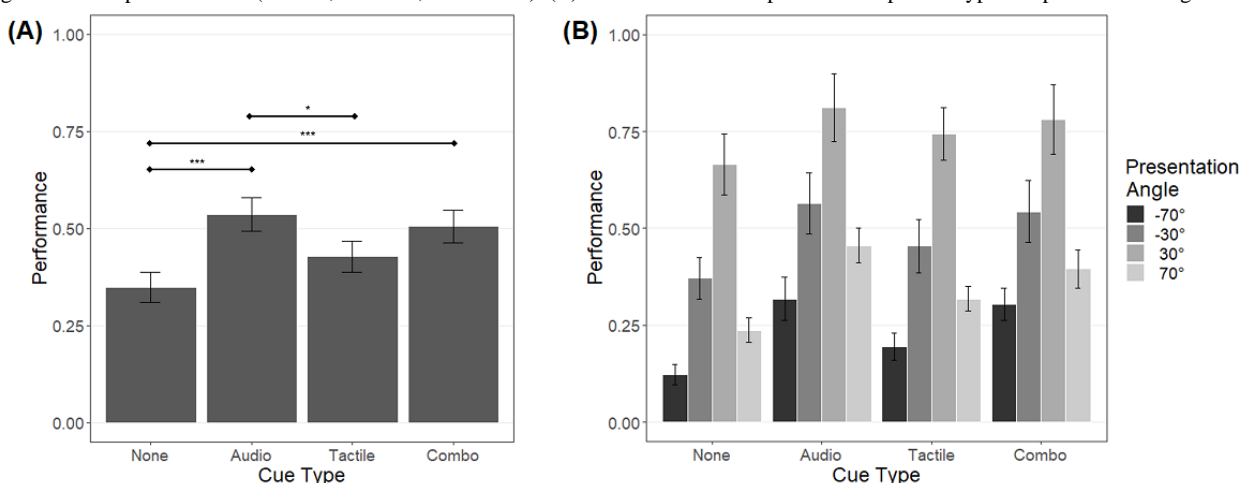 (A)
1.00
0.75
0.50
0.25
0.00
Performance
*
***
***
None Audio Tactile Combo
Cue Type
(B)
1.00
0.75
0.50
0.25
0.00
Performance
None Audio Tactile Combo
Cue Type
Presentation
Angle
-70°
-30°
30°
70°